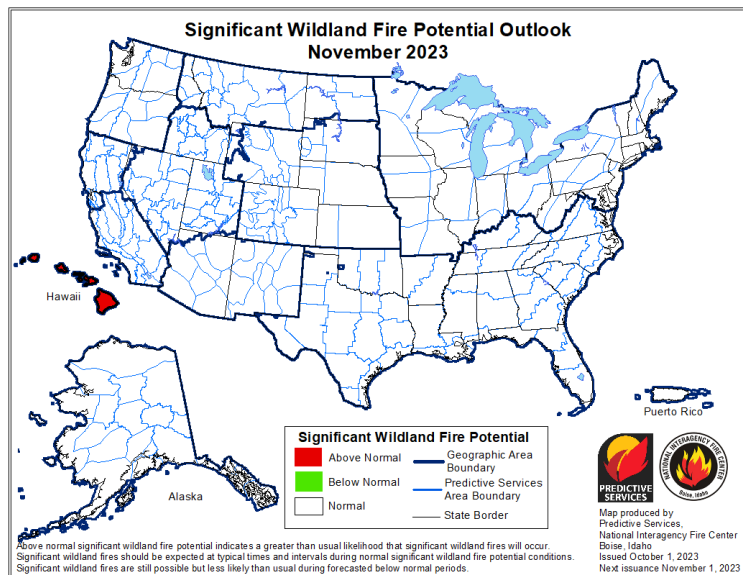 Significant Wildland Fire Potential Outlook
November 2023
Hawaii
Puerto Rico
Alaska
Significant Wildland Fire Potential
Above Normal
Below Normal
Normal
Geographic Area
Boundary
Predictive Services
Area Boundary
State Border
PREDICTIVE
SERVICES
NATIONAL INTERAGENCY FIRE CENTER
Boise, Idaho
Map produced by
Predictive Services,
National Interagency Fire Center
Boise, Idaho
Issued October 1, 2023
Next issuance November 1, 2023
Above normal significant wildland fire potential indicates a greater than usual likelihood that significant wildland fires will occur.
Significant wildland fires should be expected at typical times and intervals during normal significant wildland fire potential conditions.
Significant wildland fires are still possible but less likely than usual during forecasted below normal periods.